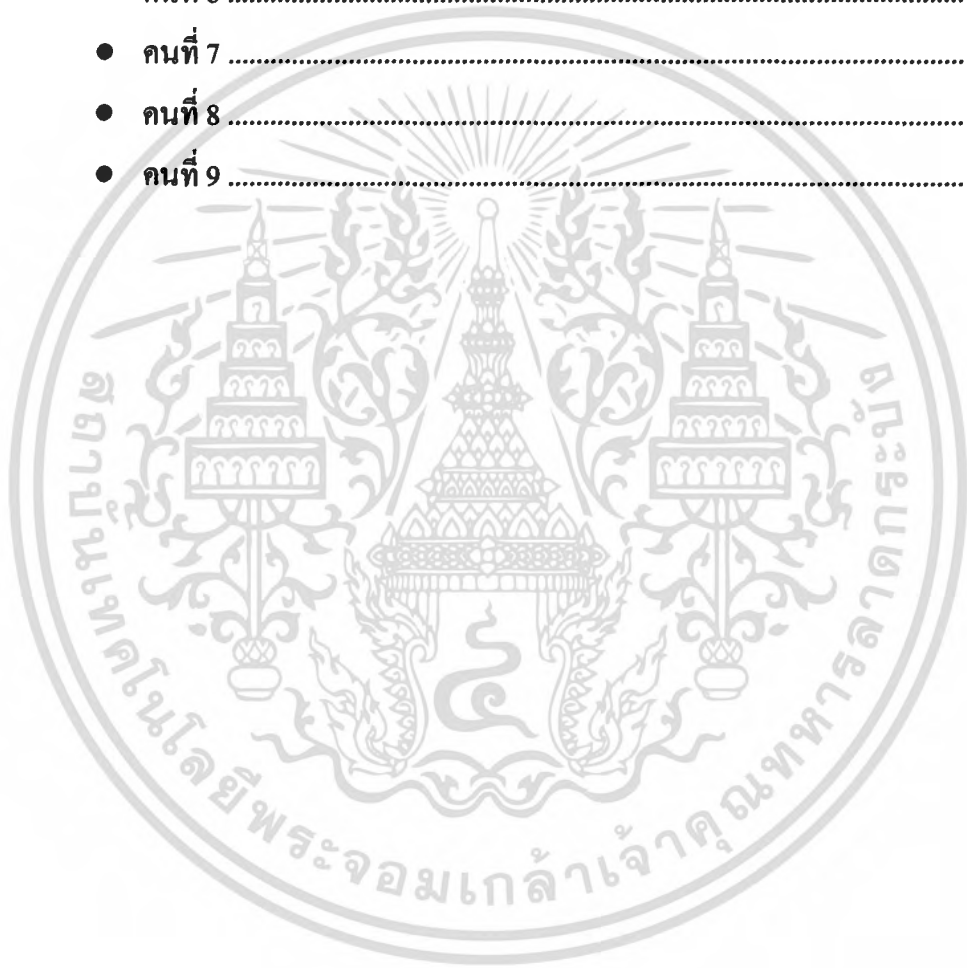 ● คนที่ 7 ................................................................
● คนที่ 8 ................................................................
● คนที่ 9 ................................................................
สถาบันเทคโนโลยีพระจอมเกล้าเจ้าคุณทหารลาดกระบัง
๔